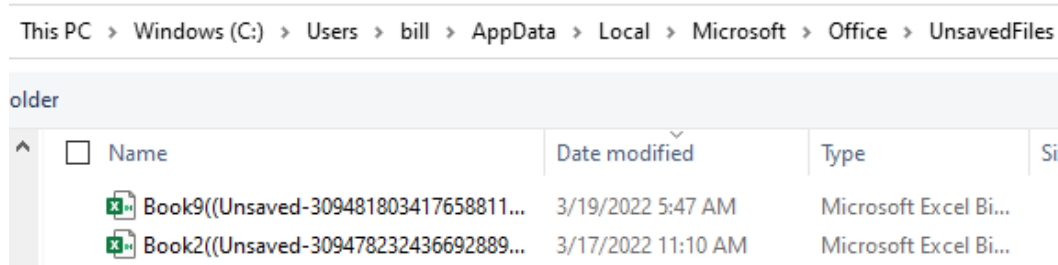 This PC > Windows (C:) > Users > bill > AppData > Local > Microsoft > Office > UnsavedFiles
older
Name Date modified Type Si
Book9((Unsaved-309481803417658811... 3/19/2022 5:47 AM Microsoft Excel Bi...
Book2((Unsaved-309478232436692889... 3/17/2022 11:10 AM Microsoft Excel Bi...